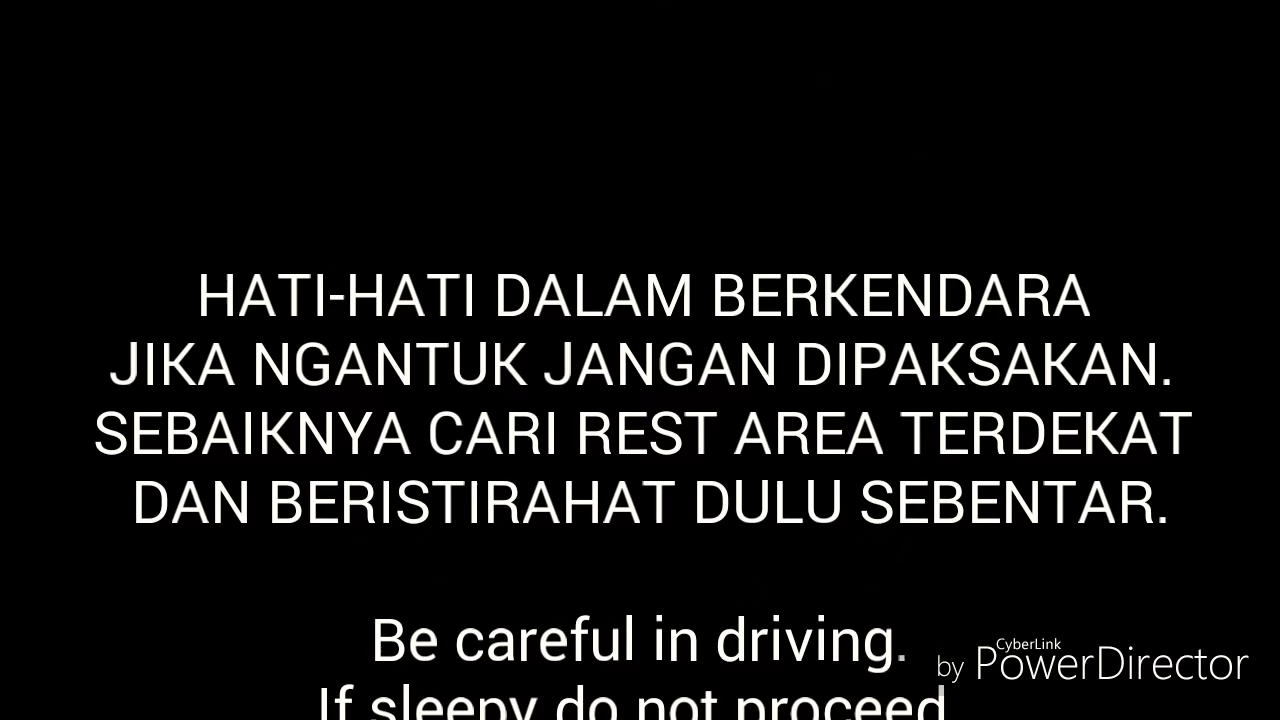 HATI-HATI DALAM BERKENDARA
JIKA NGANTUK JANGAN DIPAKSAKAN.
SEBAIKNYA CARI REST AREA TERDEKAT
DAN BERISTIRAHAT DULU SEBENTAR.
Be careful in driving.
If sleepy do not proceed
CyberLink
by PowerDirector